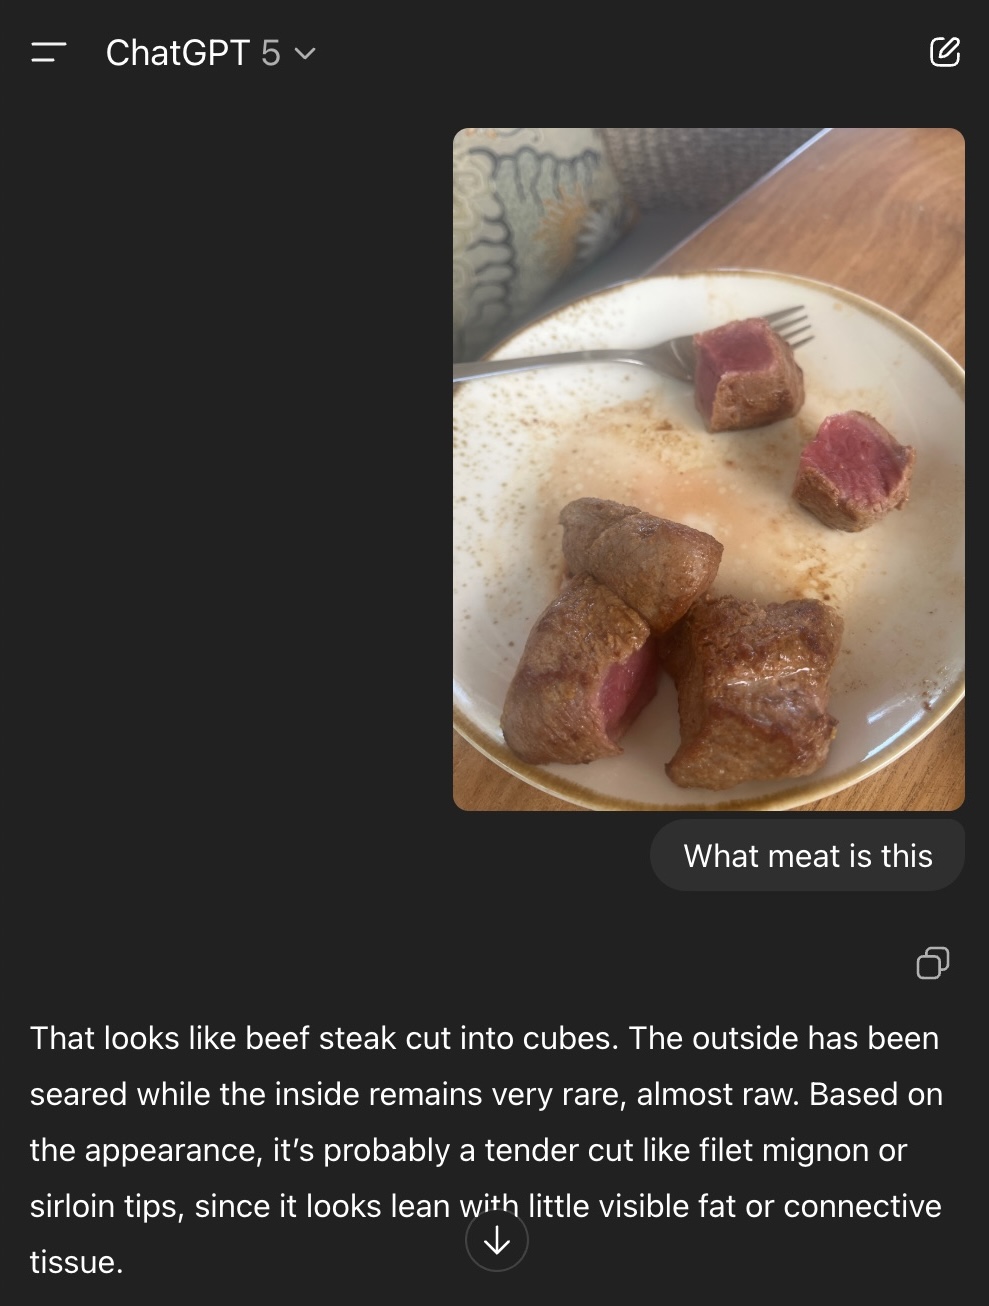 ChatGPT 5
What meat is this
That looks like beef steak cut into cubes. The outside has been
seared while the inside remains very rare, almost raw. Based on
the appearance, it’s probably a tender cut like filet mignon or
sirloin tips, since it looks lean with little visible fat or connective
tissue.